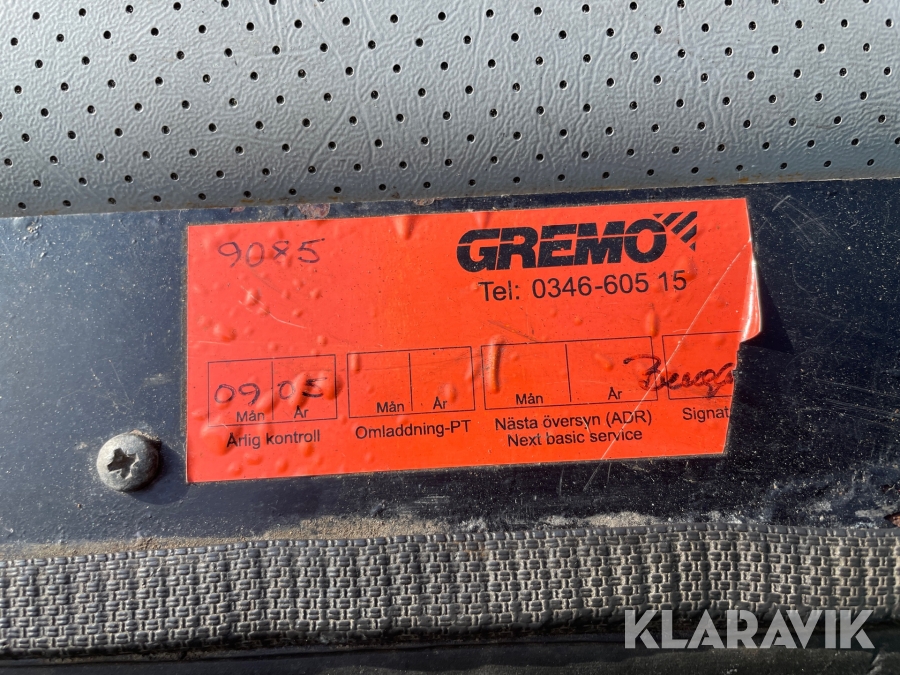 9085
GREMO
Tel: 0346-605 15
09 05
Mån År Mån År Mån År
Årlig kontroll Omladdning-PT Nästa översyn (ADR) Signat
Next basic service
KLARAVIK